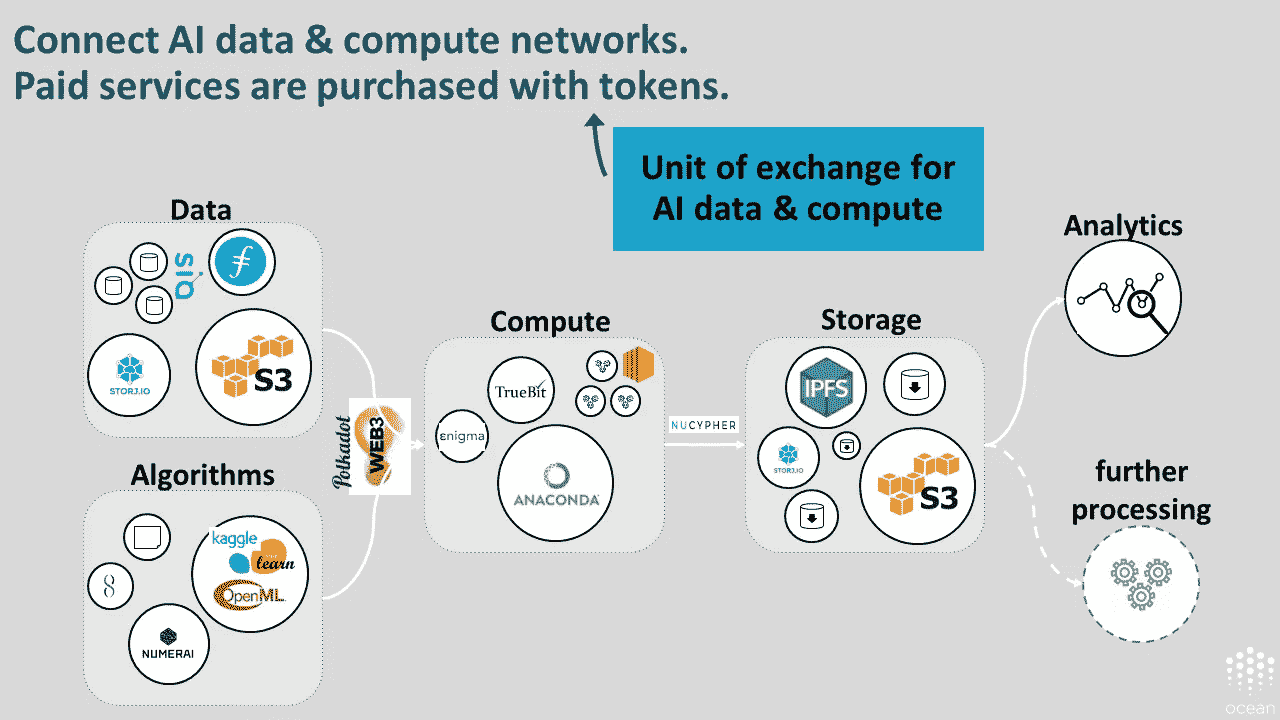 Connect AI data & compute networks.
Paid services are purchased with tokens.
Unit of exchange for
AI data & compute
Data
QIS
STORJ.IO
S3
Algorithms
kaggle
learn
OpenML
8
NUMERAI
Polkadot
WEB3
Compute
TrueBit
εnigma
ANACONDA
NUCYPHER
Storage
IPFS
STORJ.IO
S3
Analytics
further
processing
ocean